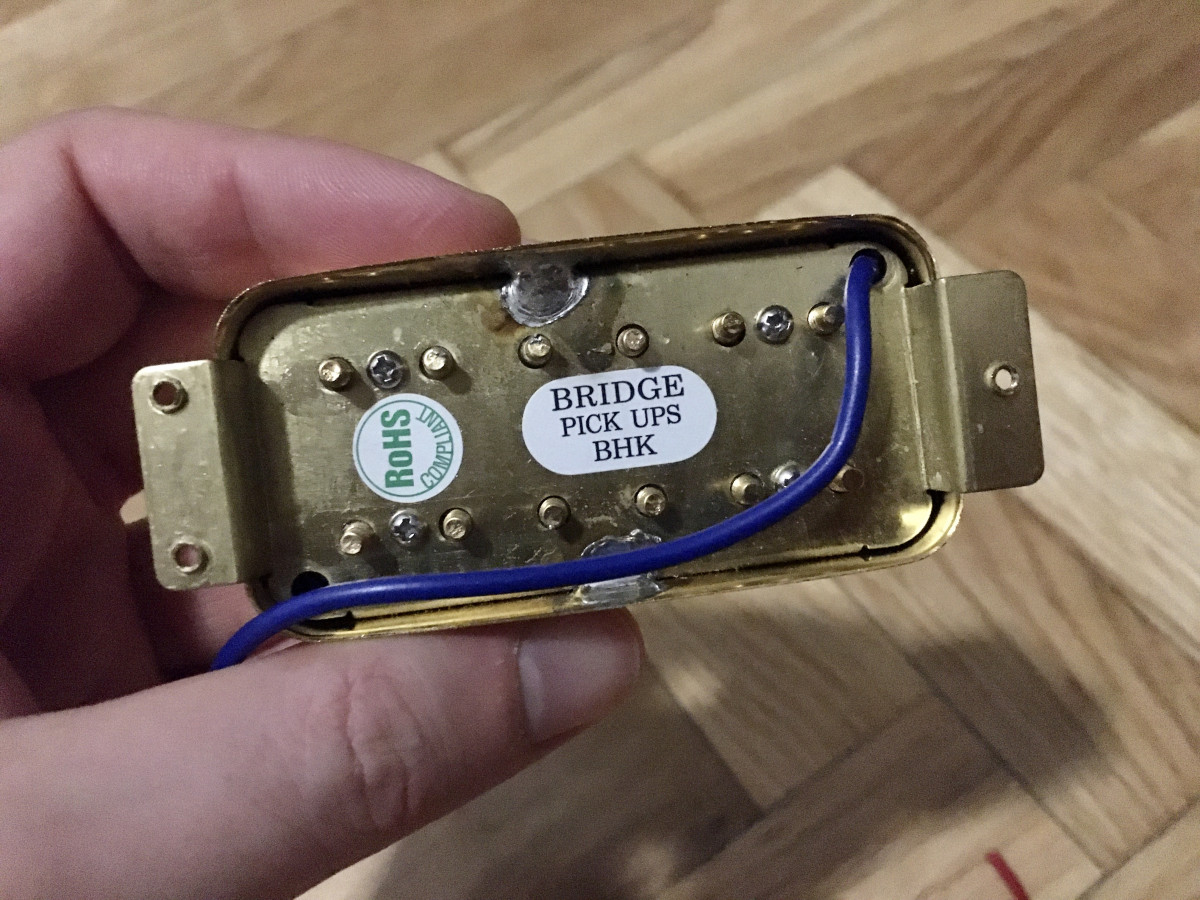 RoHS
COMPLIANT
BRIDGE
PICK UPS
BHK